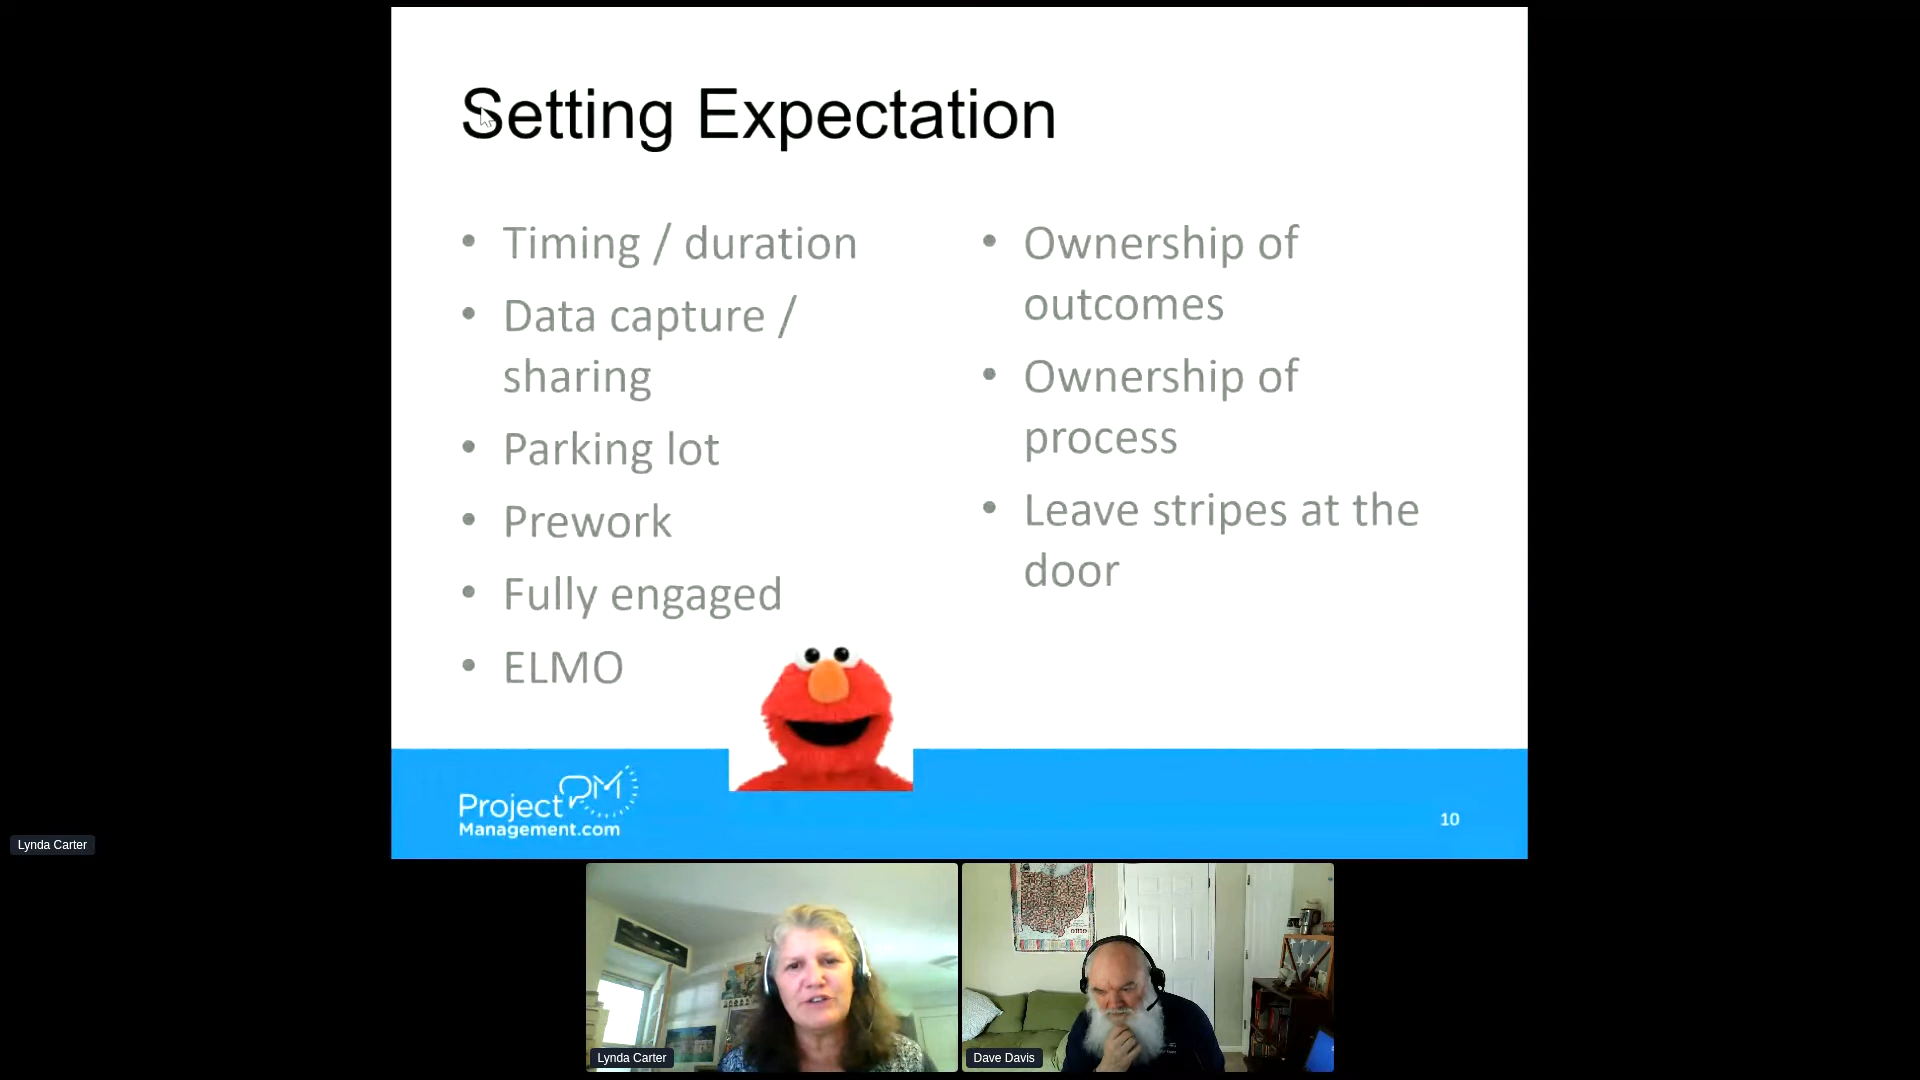 Setting Expectation
• Timing / duration
• Data capture /
sharing
• Parking lot
• Prework
• Fully engaged
• ELMO
• Ownership of
outcomes
• Ownership of
process
• Leave stripes at the
door
Project PM
Management.com
10
Lynda Carter
Lynda Carter
Dave Davis